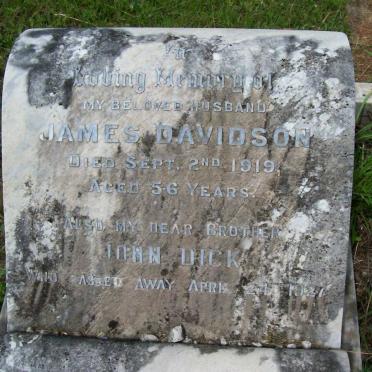 In
Loving Memory of
MY BELOVED HUSBAND
JAMES DAVIDSON
DIED SEPT. 2ND 1919.
AGED 56 YEARS.
ALSO MY DEAR BROTHER
JOHN DICK
WHO PASSED AWAY APRIL